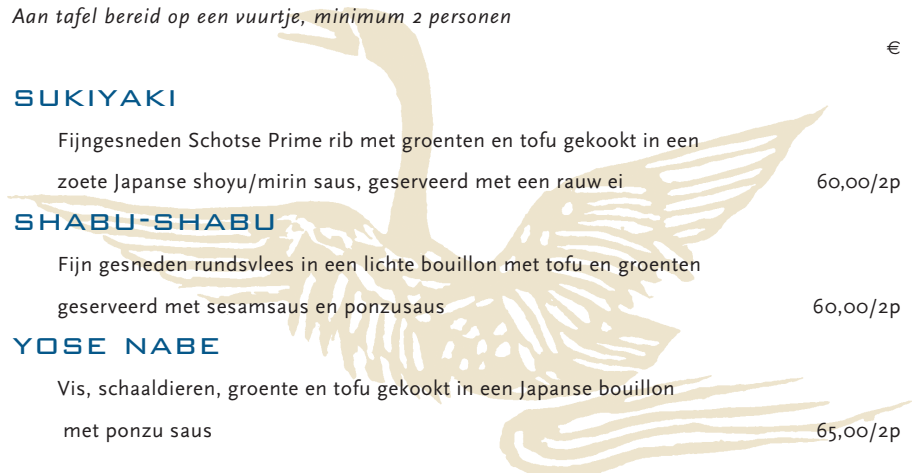 Aan tafel bereid op een vuurtje, minimum 2 personen
€
SUKIYAKI
Fijngesneden Schotse Prime rib met groenten en tofu gekookt in een
zoete Japanse shoyu/mirin saus, geserveerd met een rauw ei 60,00/2p
SHABU-SHABU
Fijn gesneden rundsvlees in een lichte bouillon met tofu en groenten
geserveerd met sesamsaus en ponzusaus 60,00/2p
YOSE NABE
Vis, schaaldieren, groente en tofu gekookt in een Japanse bouillon
met ponzu saus 65,00/2p